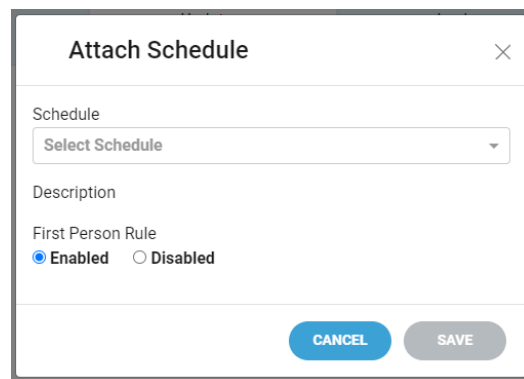 Attach Schedule
Schedule
Select Schedule
Description
First Person Rule
Enabled Disabled
CANCEL SAVE